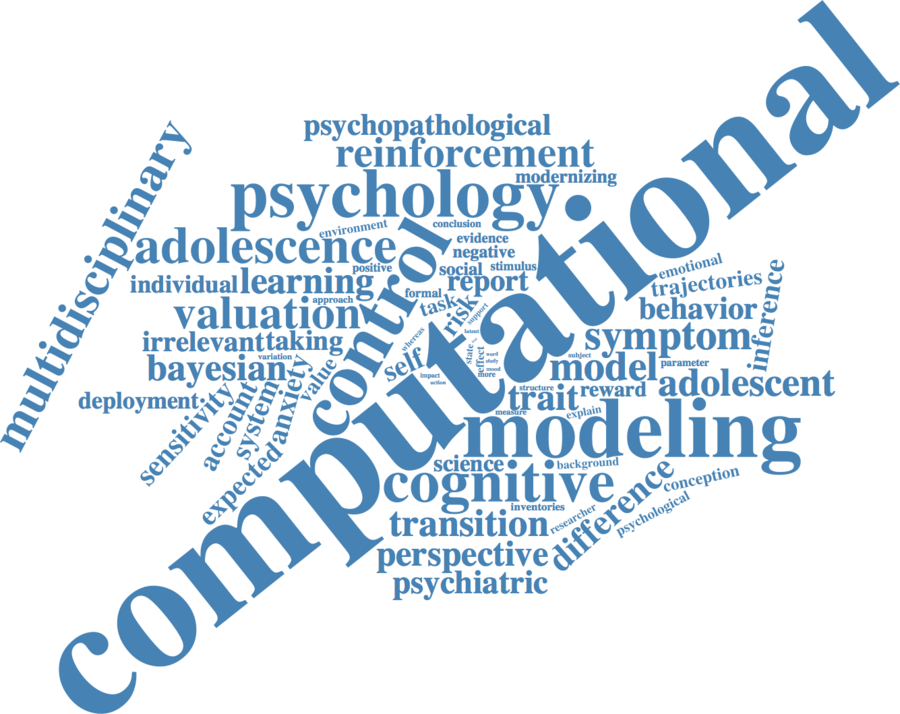 computational
multidisciplinary
psychopathological
reinforcement
modernizing
psychology
environment
conclusion
adolescence
control
evidence
negative
positive
social
stimulus
emotional
individual
learning
report
trajectories
inference
formal
approach
task
risk
support
behavior
valuation
whereas
latent
symptom
irrelevant
taking
state
effect
word
study
mood
more
subject
variation
self
model
parameter
bayesian
value
impact
action
adolescent
deployment
sensitivity
account
system
anxiety
expected
structure
trait
reward
measure
explain
modeling
science
background
cognitive
difference
conception
inventories
transition
researcher
psychological
perspective
psychiatric